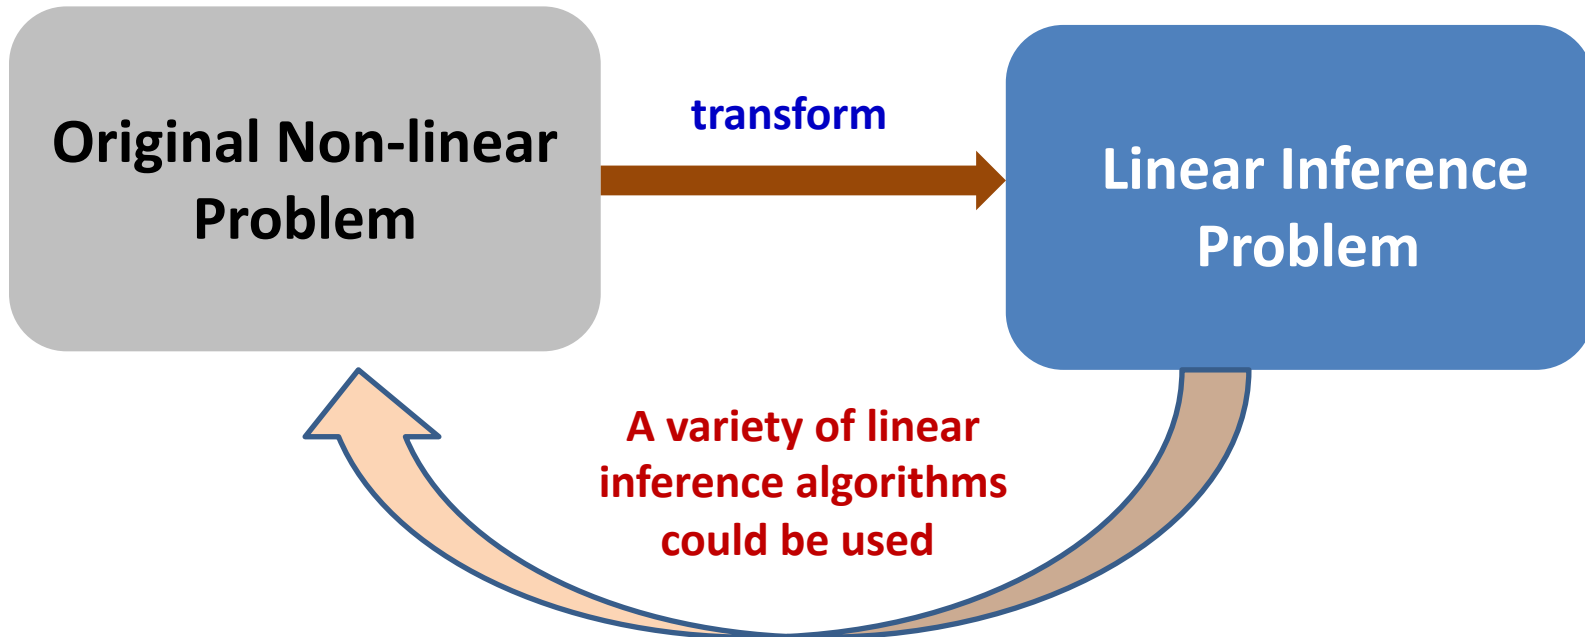 Original Non-linear
Problem
transform
Linear Inference
Problem
A variety of linear
inference algorithms
could be used